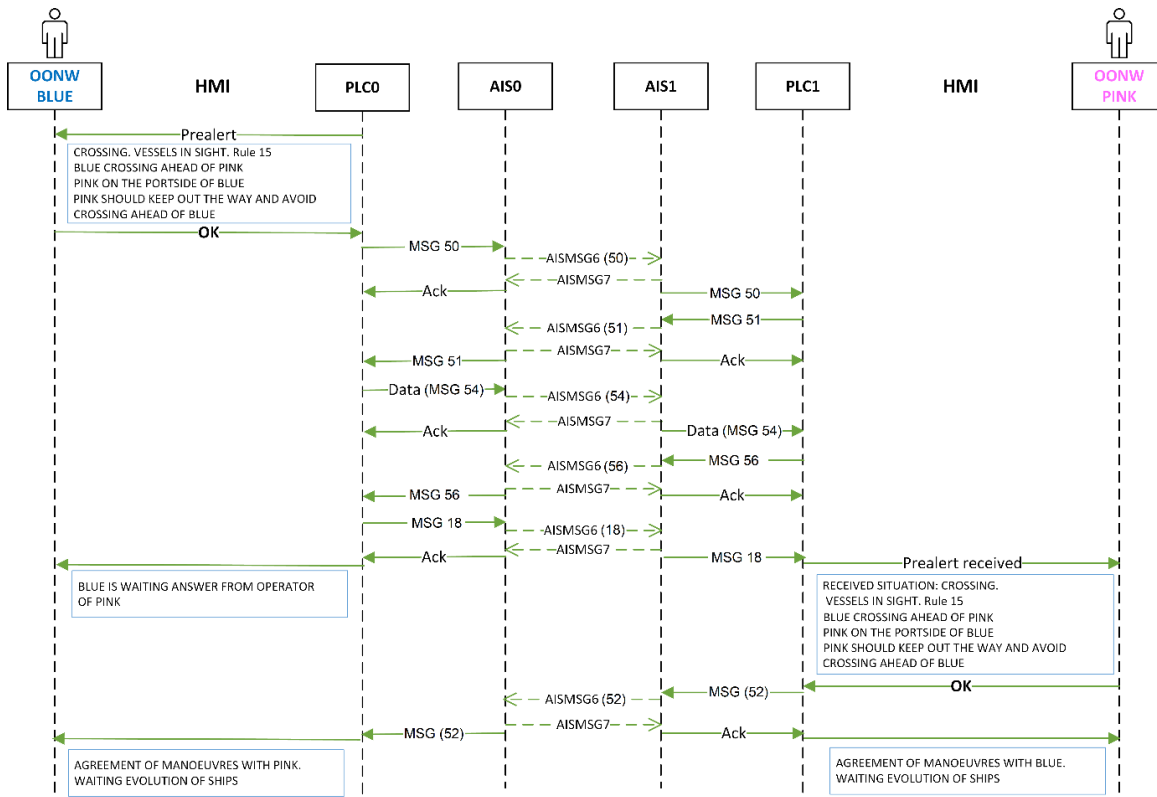 OONW
BLUE
HMI
PLC0
AIS0
AIS1
PLC1
HMI
OONW
PINK
Prealert
CROSSING. VESSELS IN SIGHT. Rule 15
BLUE CROSSING AHEAD OF PINK
PINK ON THE PORTSIDE OF BLUE
PINK SHOULD KEEP OUT THE WAY AND AVOID
CROSSING AHEAD OF BLUE
OK
MSG 50
AISMSG6 (50)
AISMSG7
Ack
MSG 50
MSG 51
AISMSG6 (51)
AISMSG7
MSG 51
Ack
Data (MSG 54)
AISMSG6 (54)
AISMSG7
Ack
Data (MSG 54)
MSG 56
AISMSG6 (56)
AISMSG7
MSG 56
Ack
MSG 18
AISMSG6 (18)
AISMSG7
Ack
MSG 18
Prealert received
BLUE IS WAITING ANSWER FROM OPERATOR
OF PINK
RECEIVED SITUATION: CROSSING.
VESSELS IN SIGHT. Rule 15
BLUE CROSSING AHEAD OF PINK
PINK ON THE PORTSIDE OF BLUE
PINK SHOULD KEEP OUT THE WAY AND AVOID
CROSSING AHEAD OF BLUE
OK
MSG (52)
AISMSG6 (52)
AISMSG7
MSG (52)
Ack
AGREEMENT OF MANOEUVRES WITH PINK.
WAITING EVOLUTION OF SHIPS
AGREEMENT OF MANOEUVRES WITH BLUE.
WAITING EVOLUTION OF SHIPS